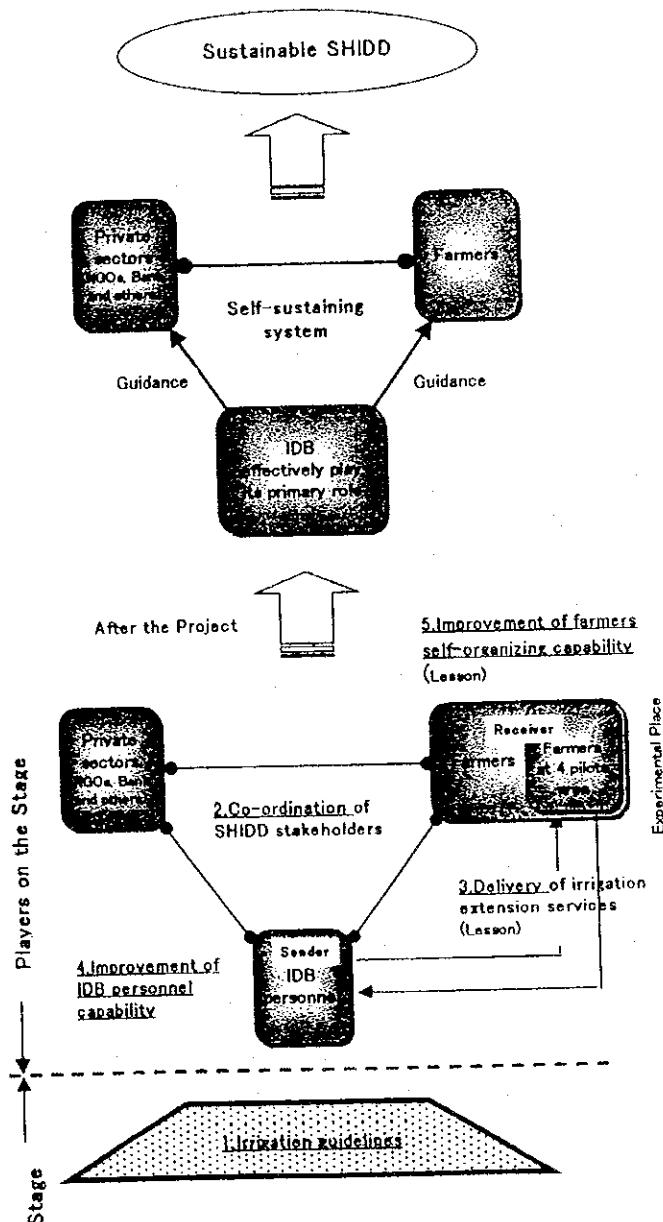 Sustainable SHIDD
Private
sectors
and others
Farmers
Self-sustaining
system
Guidance
Guidance
IDB
effectively play
its primary role
After the Project
5.Improvement of farmers
self-organizing capability
(Lesson)
Private
sectors
and others
Receiver
Farmers
Farmers
at 4 pilots
area
Experimental Place
2.Co-ordination of
SHIDD stakeholders
3.Delivery of irrigation
extension services
(Lesson)
4.Improvement of
IDB personnel
capability
Sender
IDB
personnel
Players on the Stage
1.Irrigation guidelines
Stage